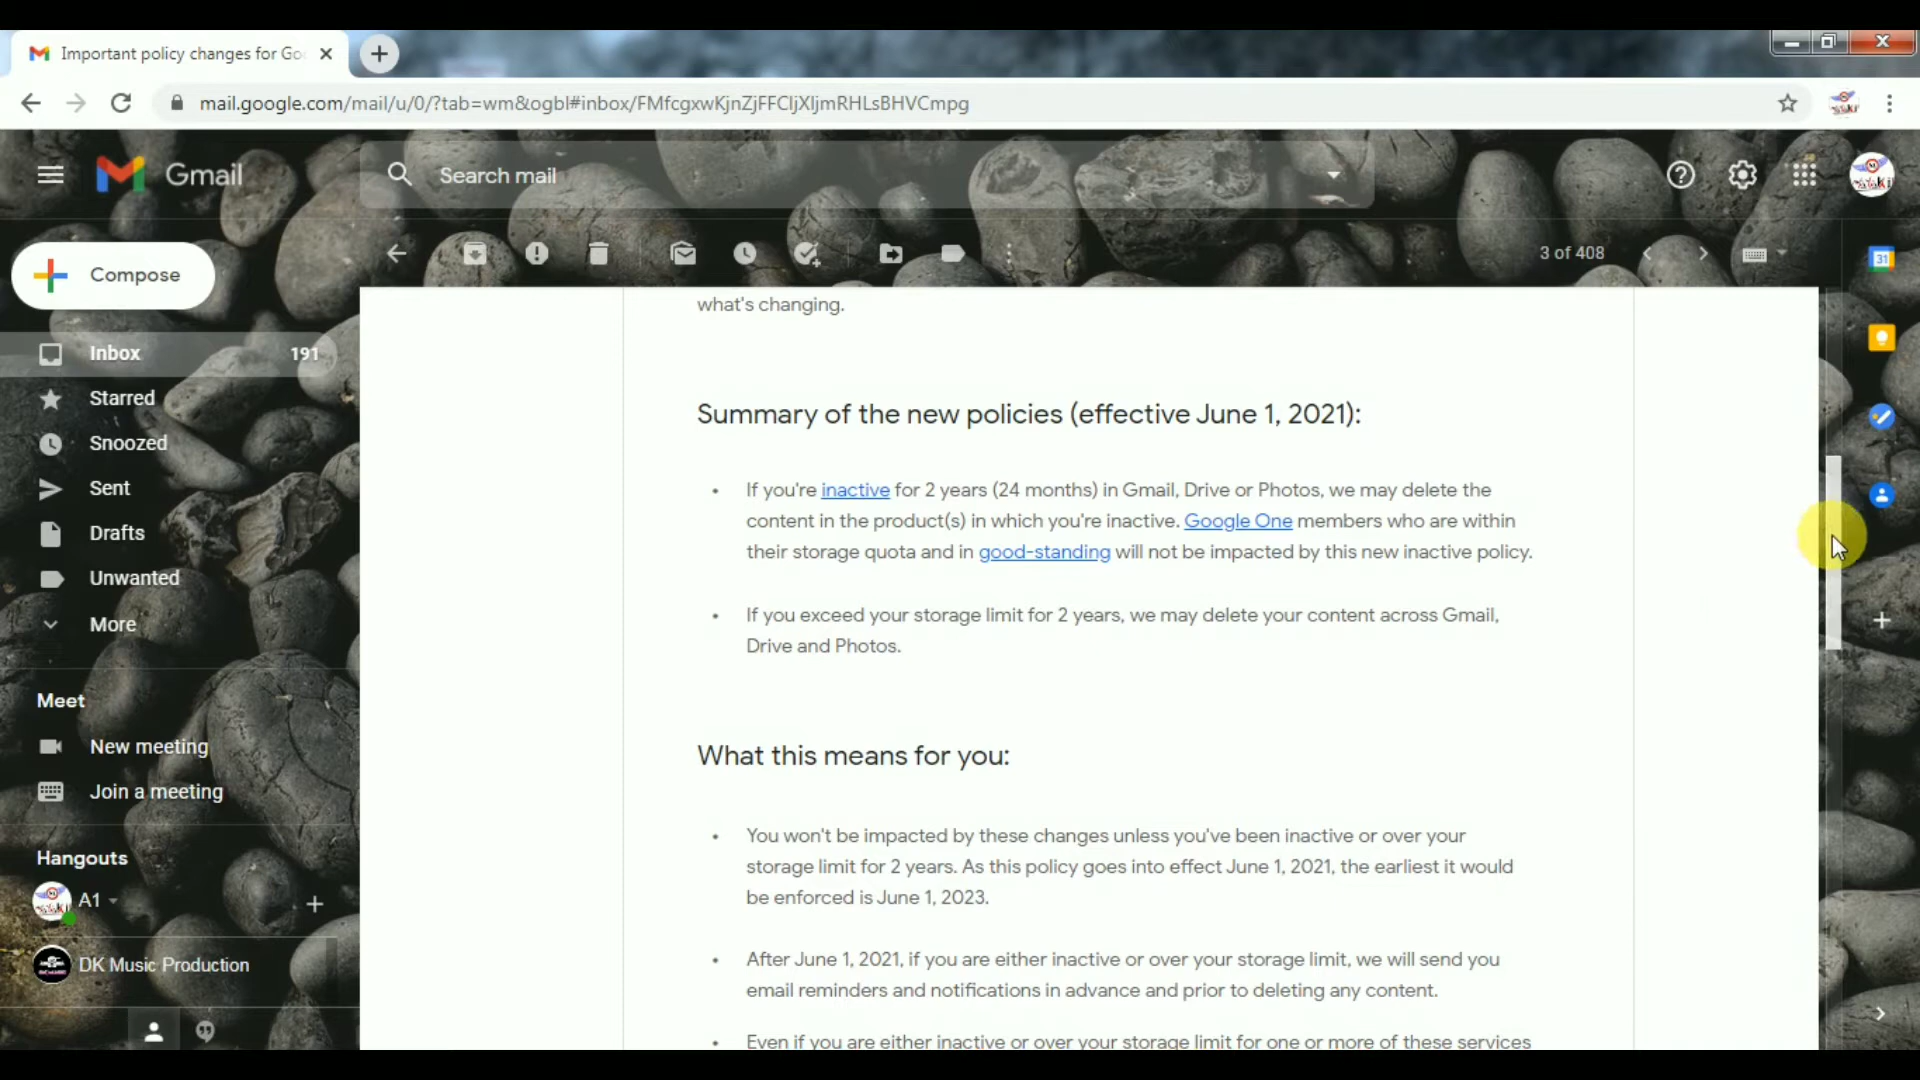 Important policy changes for Go
mail.google.com/mail/u/0/?tab=wm&ogbl#inbox/FMfcgxwKjnZjFFCljXljmRHLsBHVCmpg
Gmail
Search mail
3 of 408
31
Compose
Inbox 191
Starred
Snoozed
Sent
Drafts
Unwanted
More
Meet
New meeting
Join a meeting
Hangouts
A1
DK Music Production
what's changing.
Summary of the new policies (effective June 1, 2021):
• If you're inactive for 2 years (24 months) in Gmail, Drive or Photos, we may delete the
content in the product(s) in which you're inactive. Google One members who are within
their storage quota and in good-standing will not be impacted by this new inactive policy.
• If you exceed your storage limit for 2 years, we may delete your content across Gmail,
Drive and Photos.
What this means for you:
• You won't be impacted by these changes unless you've been inactive or over your
storage limit for 2 years. As this policy goes into effect June 1, 2021, the earliest it would
be enforced is June 1, 2023.
• After June 1, 2021, if you are either inactive or over your storage limit, we will send you
email reminders and notifications in advance and prior to deleting any content.
• Even if you are either inactive or over your storage limit for one or more of these services